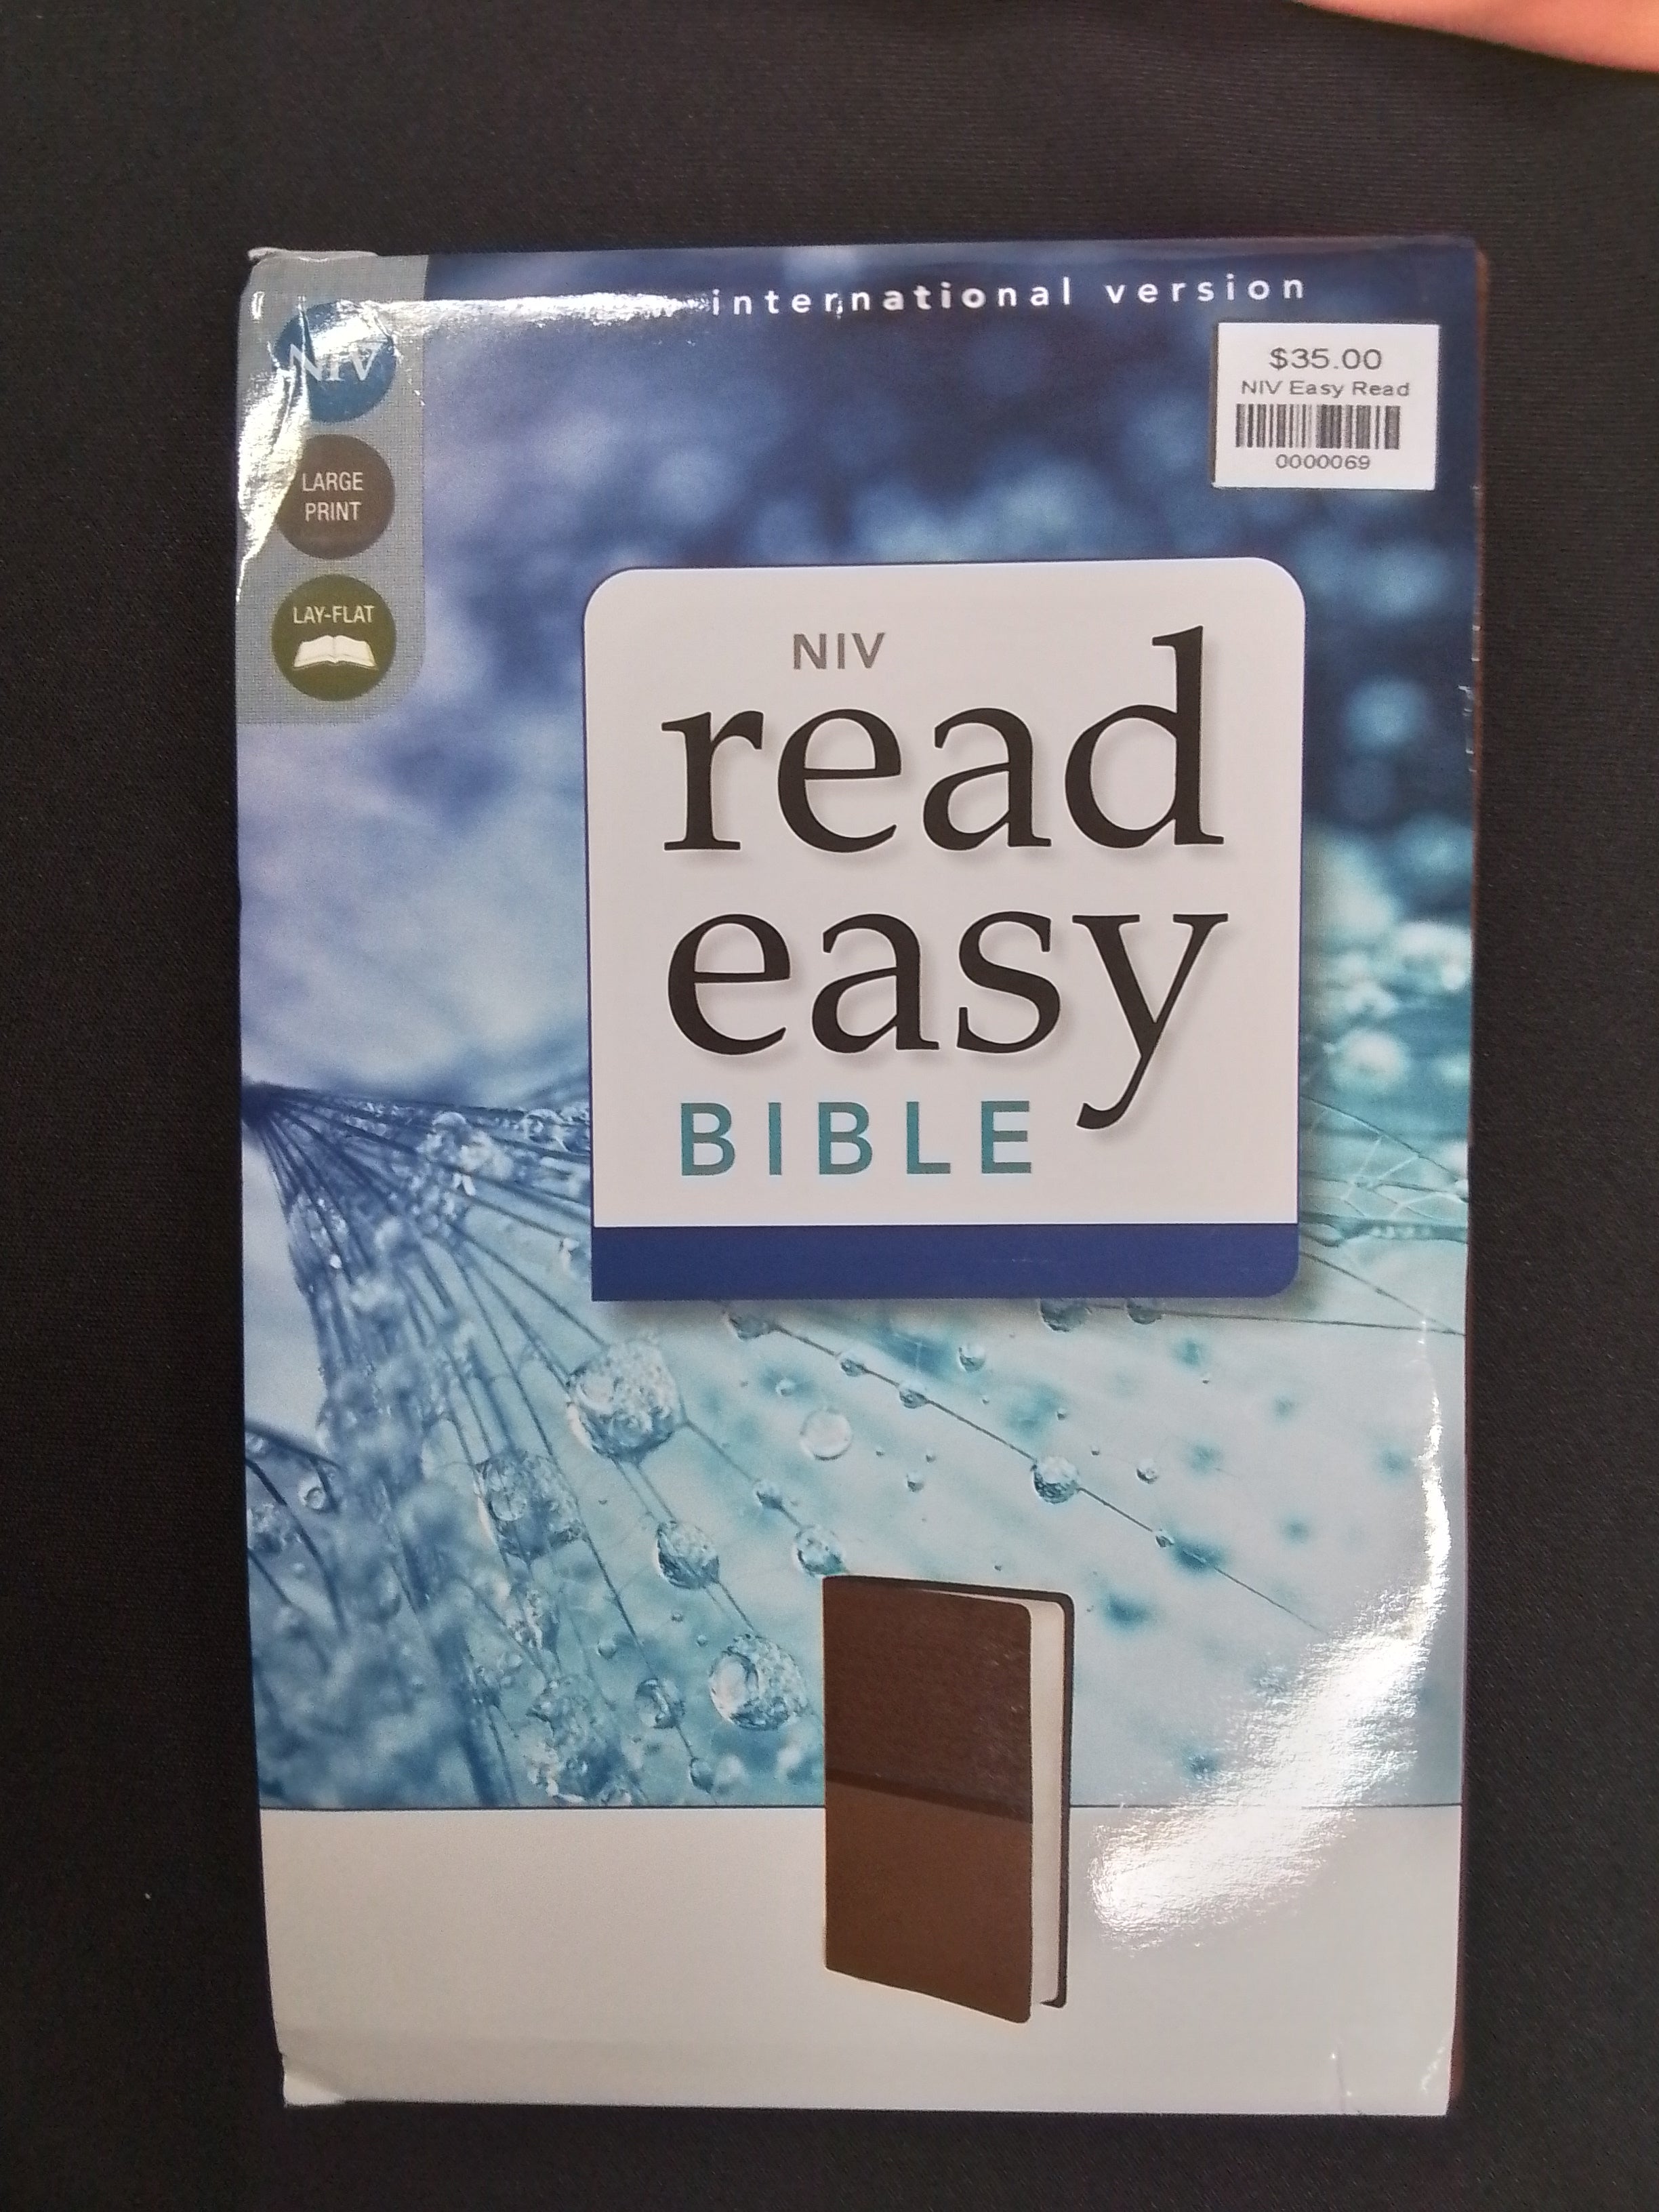 international version
$35.00
NIV Easy Read
0000069
NIV
LARGE
PRINT
LAY-FLAT
NIV
read
easy
BIBLE